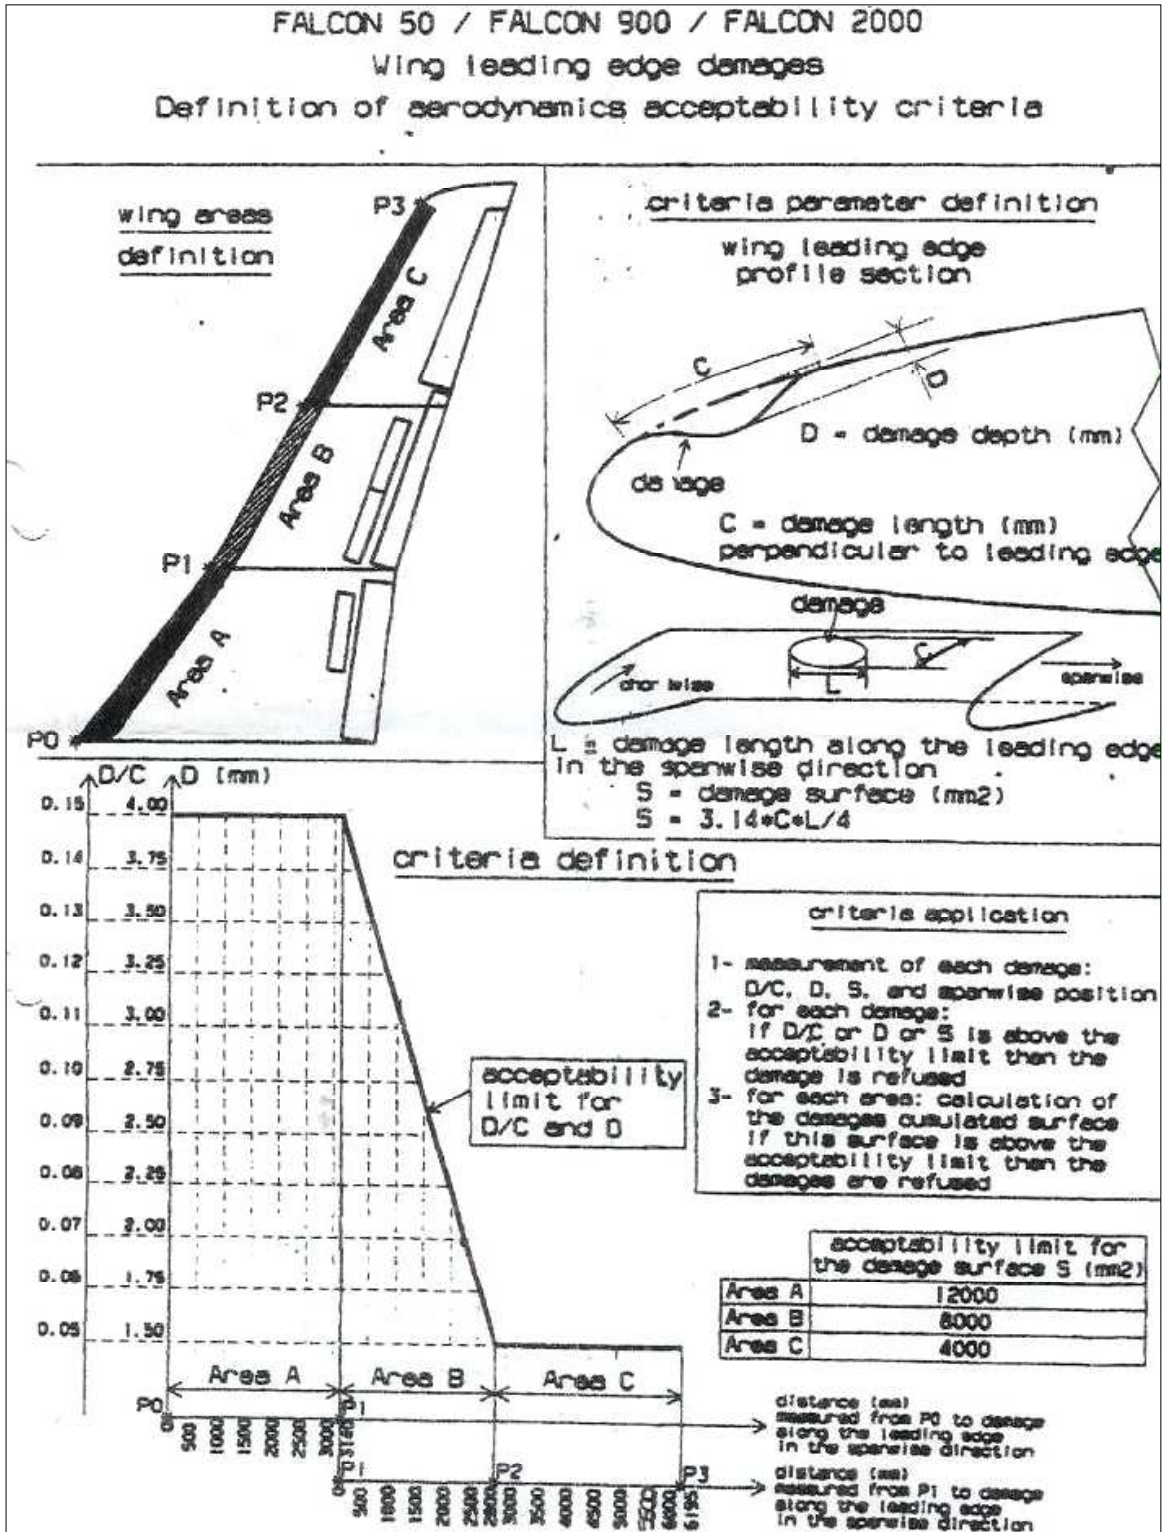 FALCON 50 / FALCON 900 / FALCON 2000
Wing leading edge damages
Definition of aerodynamics acceptability criteria
wing areas
definition
P3
Area C
P2
Area B
P1
Area A
P0
criteria parameter definition
wing leading edge
profile section
C
D
D = damage depth (mm)
damage
C = damage length (mm)
perpendicular to leading edge
damage
C
L
spanwise
L = damage length along the leading edge
in the spanwise direction
S = damage surface (mm2)
S = 3.14*C*L/4
D/C
D (mm)
0.15 4.00
0.14 3.75
0.13 3.50
0.12 3.25
0.11 3.00
0.10 2.75
0.09 2.50
0.08 2.25
0.07 2.00
0.06 1.75
0.05 1.50
criteria definition
acceptability
limit for
D/C and D
criteria application
1- measurement of each damage:
D/C, D, S, and spanwise position
2- for each damage:
if D/C or D or S is above the
acceptability limit then the
damage is refused
3- for each area: calculation of
the damages cumulated surface
if this surface is above the
acceptability limit then the
damages are refused
acceptability limit for
the damage surface S (mm2)
Area A 12000
Area B 8000
Area C 4000
Area A
Area B
Area C
P0
0 500 1000 1500 2000 2500 3000
distance (mm)
measured from P0 to damage
along the leading edge
in the spanwise direction
P1
P2
P3
0 500 1000 1500 2000 2500 2800 3000 3500 4000 4500 5000 5500 6000 6195
distance (mm)
measured from P1 to damage
along the leading edge
in the spanwise direction